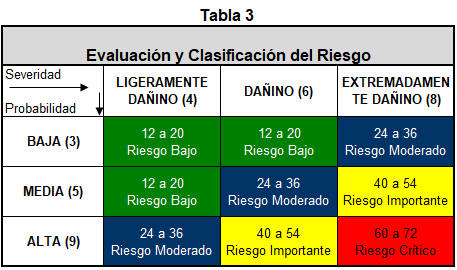 Tabla 3
Evaluación y Clasificación del Riesgo
Severidad
Probabilidad
LIGERAMENTE
DAÑINO (4)
DAÑINO (6)
EXTREMADAMEN
TE DAÑINO (8)
BAJA (3)
12 a 20
Riesgo Bajo
12 a 20
Riesgo Bajo
24 a 36
Riesgo Moderado
MEDIA (5)
12 a 20
Riesgo Bajo
24 a 36
Riesgo Moderado
40 a 54
Riesgo Importante
ALTA (9)
24 a 36
Riesgo Moderado
40 a 54
Riesgo Importante
60 a 72
Riesgo Crítico